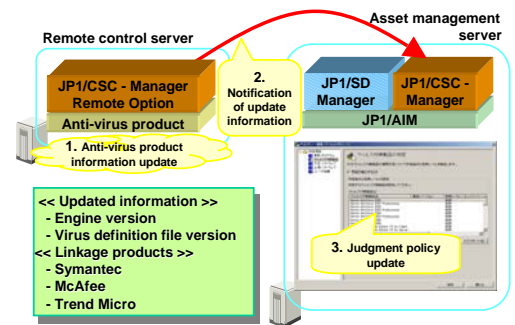 Remote control server
Asset management
server
JP1/CSC - Manager
Remote Option
Anti-virus product
2.
Notification
of update
information
JP1/SD
Manager
JP1/CSC -
Manager
JP1/AIM
1. Anti-virus product
information update
<< Updated information >>
- Engine version
- Virus definition file version
<< Linkage products >>
- Symantec
- McAfee
- Trend Micro
3. Judgment policy
update